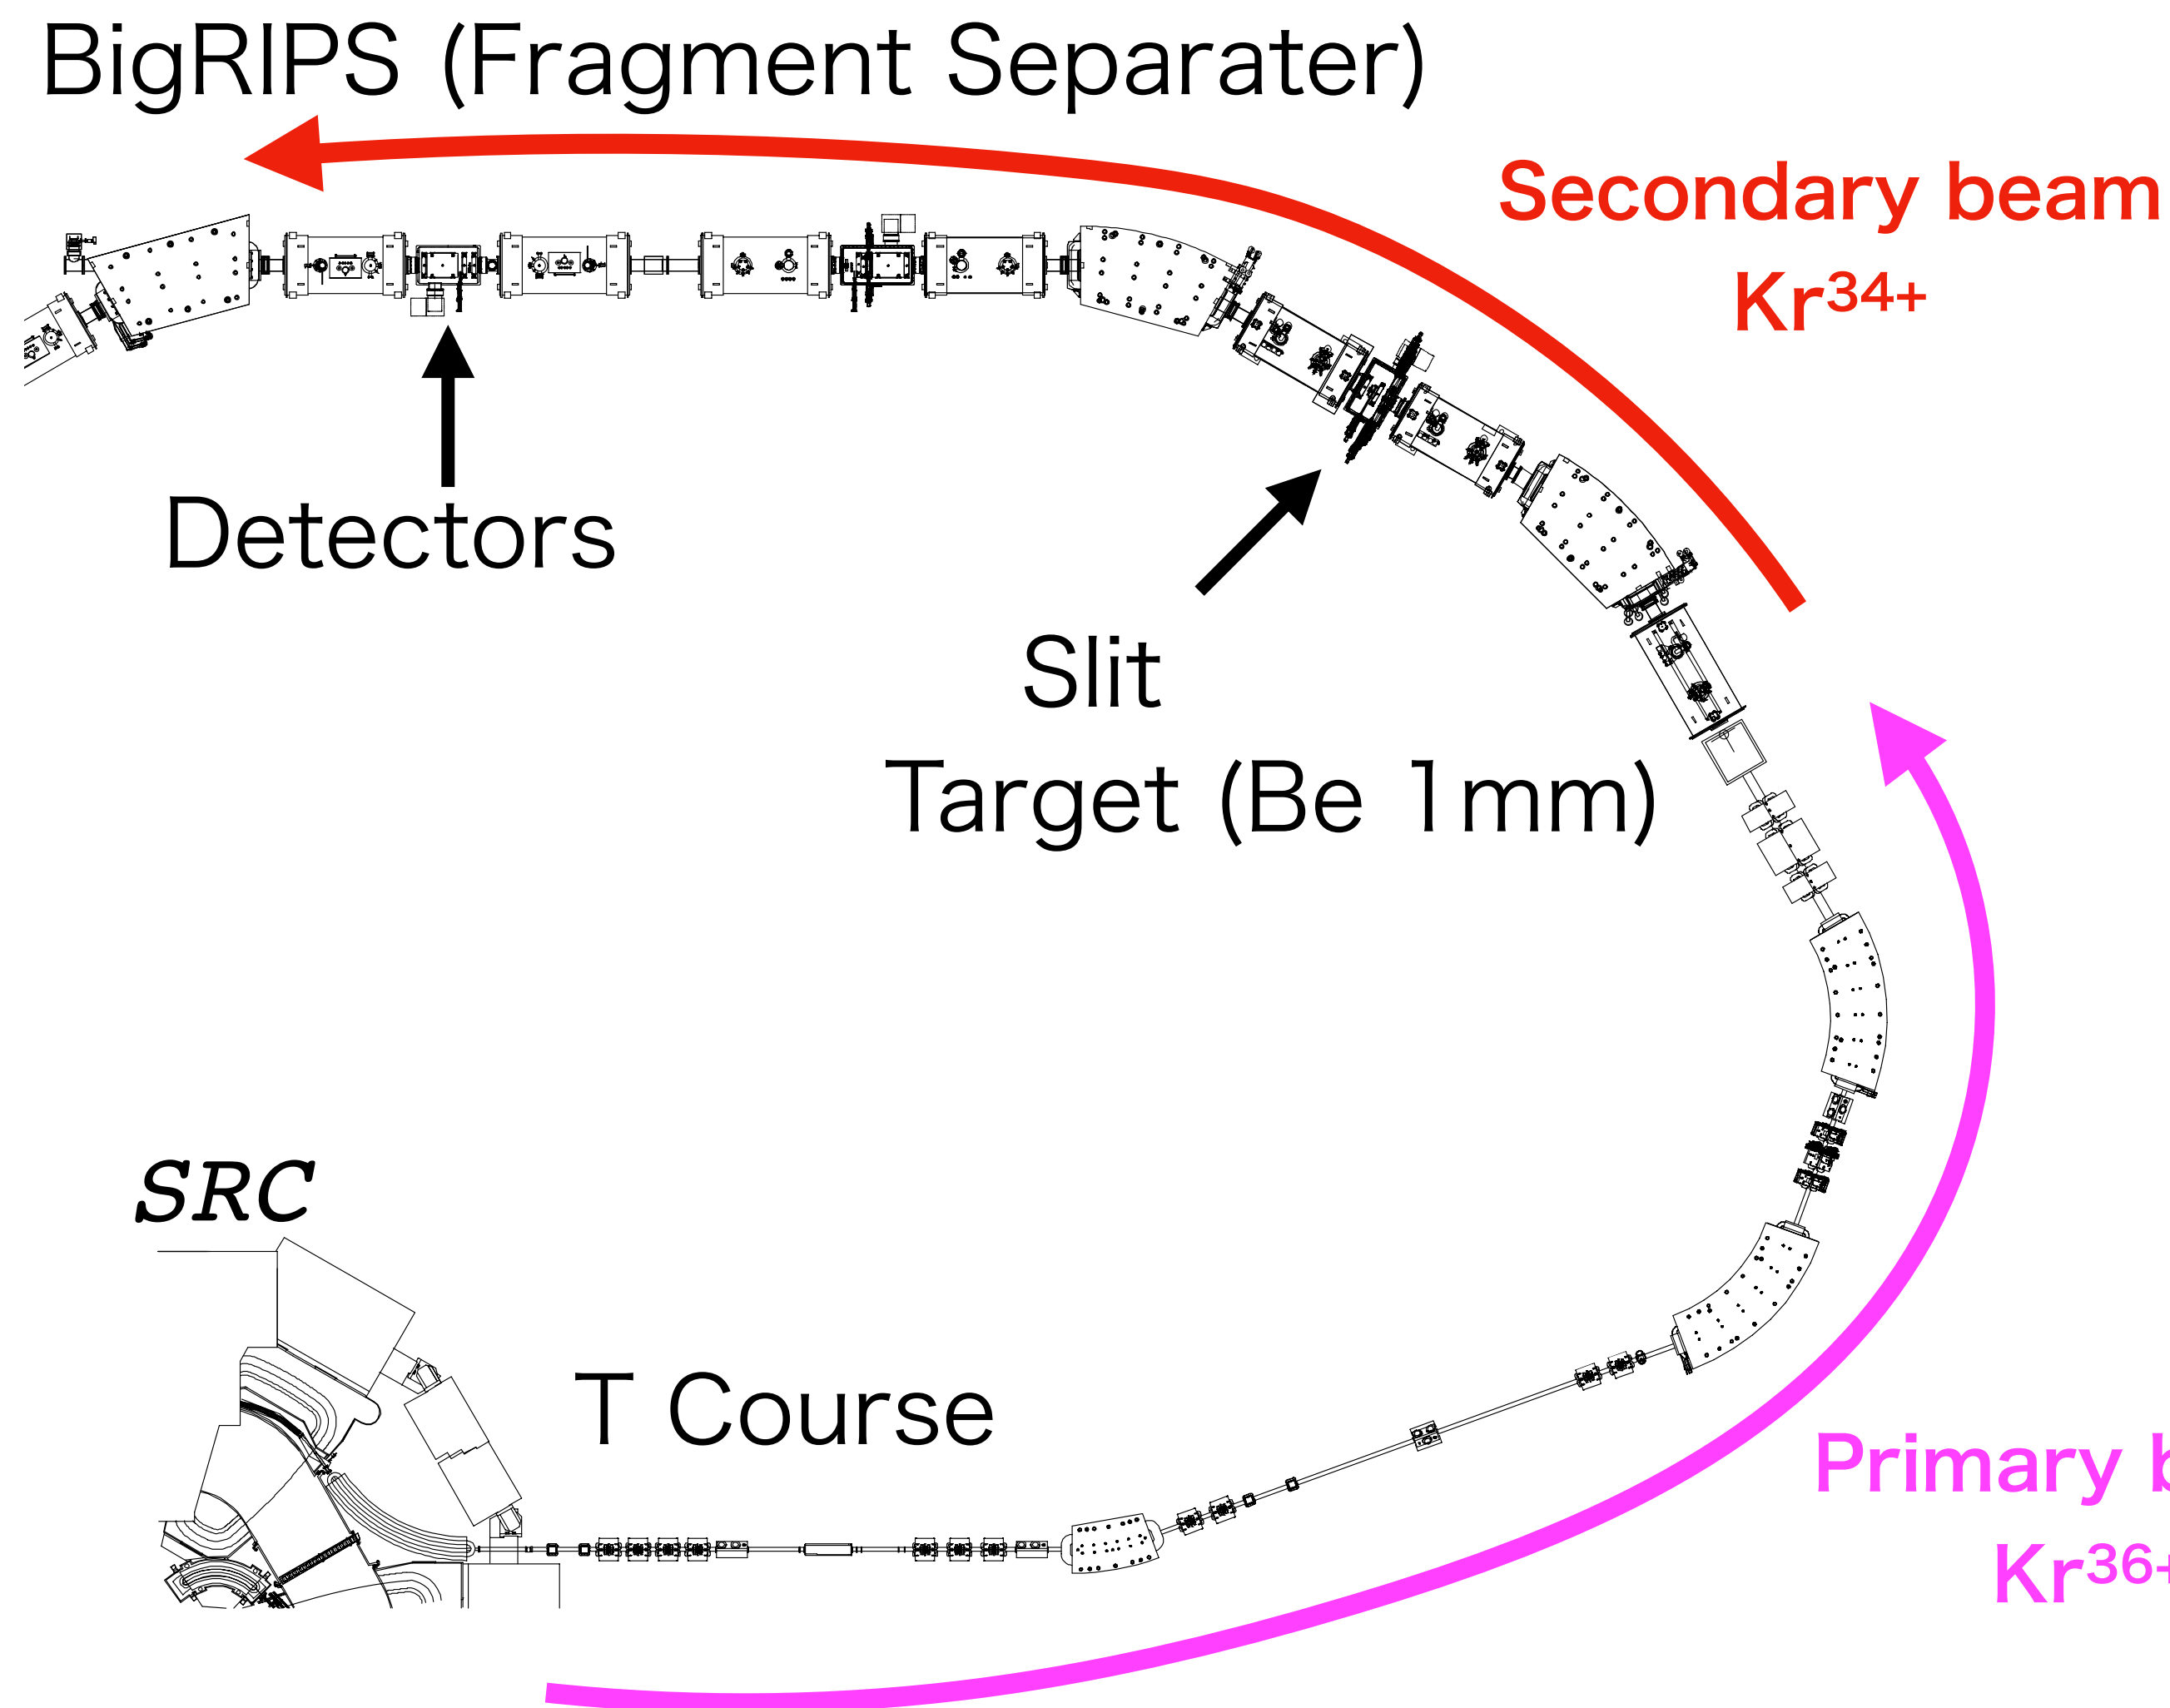 BigRIPS (Fragment Separater)
Secondary beam
Kr34+
Detectors
Slit
Target (Be 1mm)
SRC
T Course
Primary
Kr36+